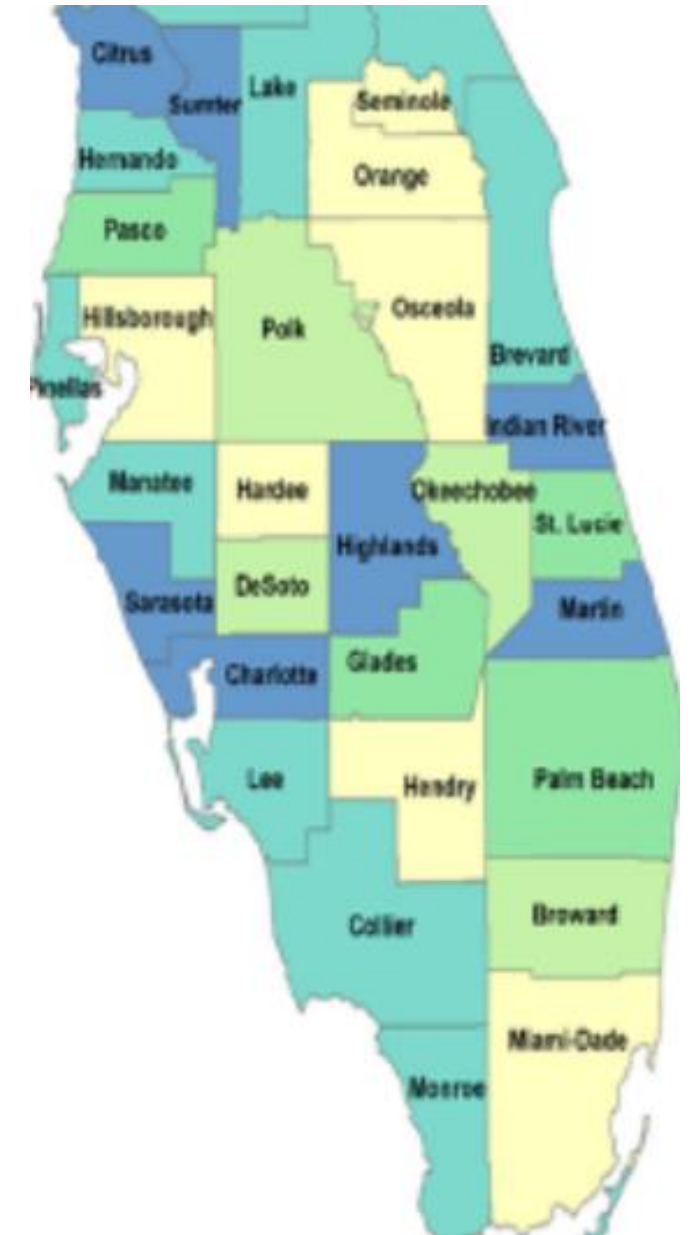 Citrus
Sumter
Lake
Seminole
Hernando
Orange
Pasco
Hillsborough
Polk
Osceola
Brevard
Pinellas
Indian River
Manatee
Hardee
Okeechobee
St. Lucie
Highlands
DeSoto
Sarasota
Martin
Glades
Charlotte
Lee
Hendry
Palm Beach
Collier
Broward
Miami-Dade
Monroe